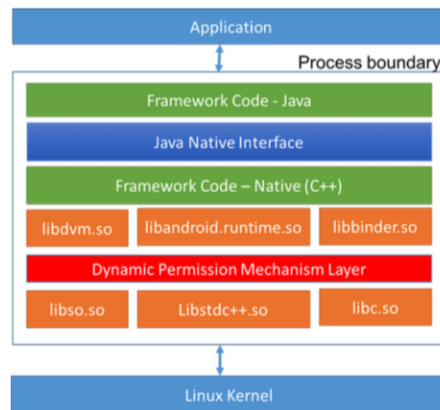 Application
Process boundary
Framework Code - Java
Java Native Interface
Framework Code – Native (C++)
libdvm.so libandroid.runtime.so libbinder.so
Dynamic Permission Mechanism Layer
libso.so Libstdc++.so libc.so
Linux Kernel